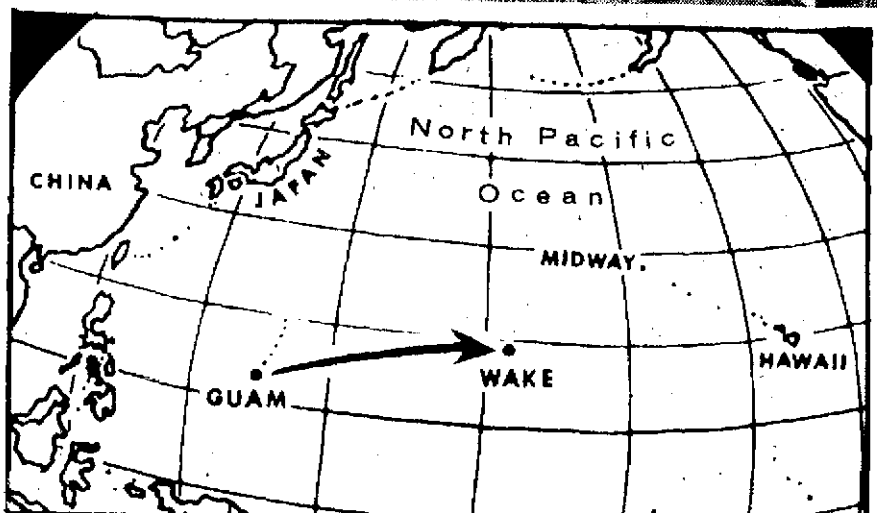 North Pacific
Ocean
CHINA
JAPAN
MIDWAY
HAWAII
WAKE
GUAM